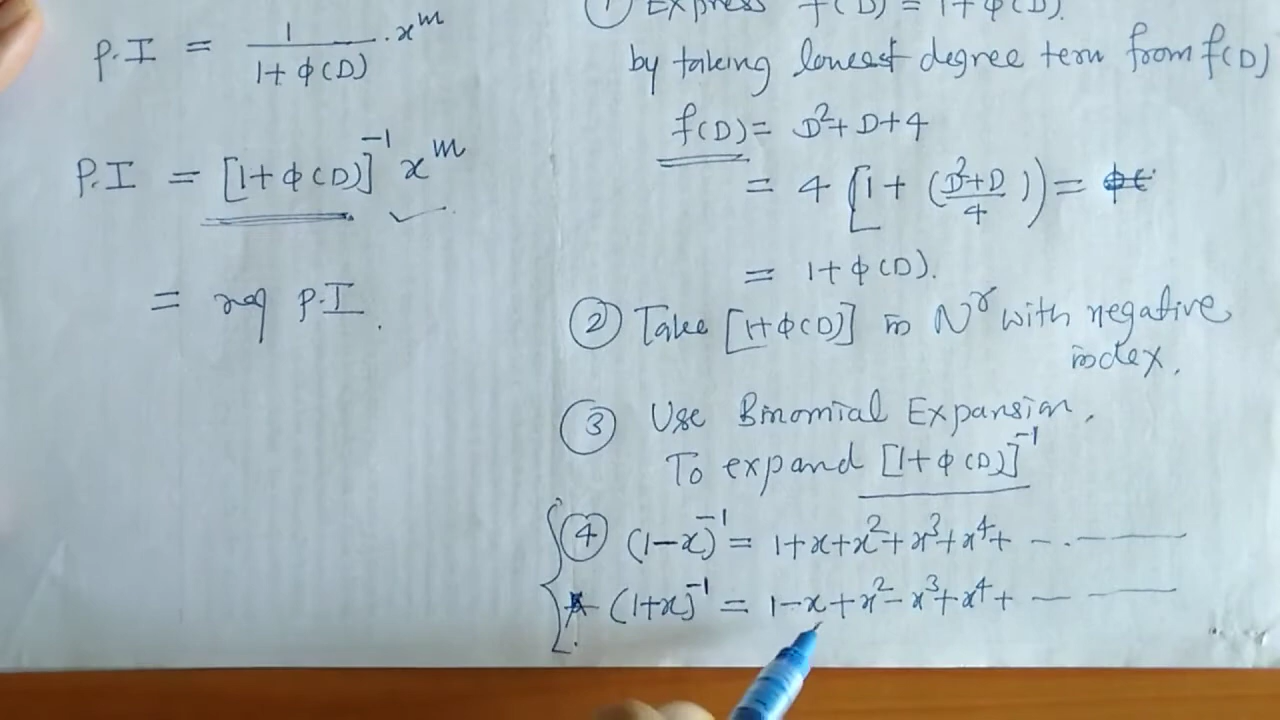 P.I = 1/(1+ φ(D)) . x^m
P.I = [1+φ(D)]^-1 x^m
= req P.I.
① Express f(D) = 1+φ(D).
by taking lowest degree term from f(D)
f(D) = D²+D+4
= 4 [1+ ((D²+D)/4)] =
= 1+φ(D).
② Take [1+φ(D)] in N^r with negative
index.
③ Use Binomial Expansion.
To expand [1+φ(D)]^-1
④ (1-x)^-1 = 1+x+x²+x³+x⁴+ -- . ——
(1+x)^-1 = 1-x+x²-x³+x⁴+ — — ——